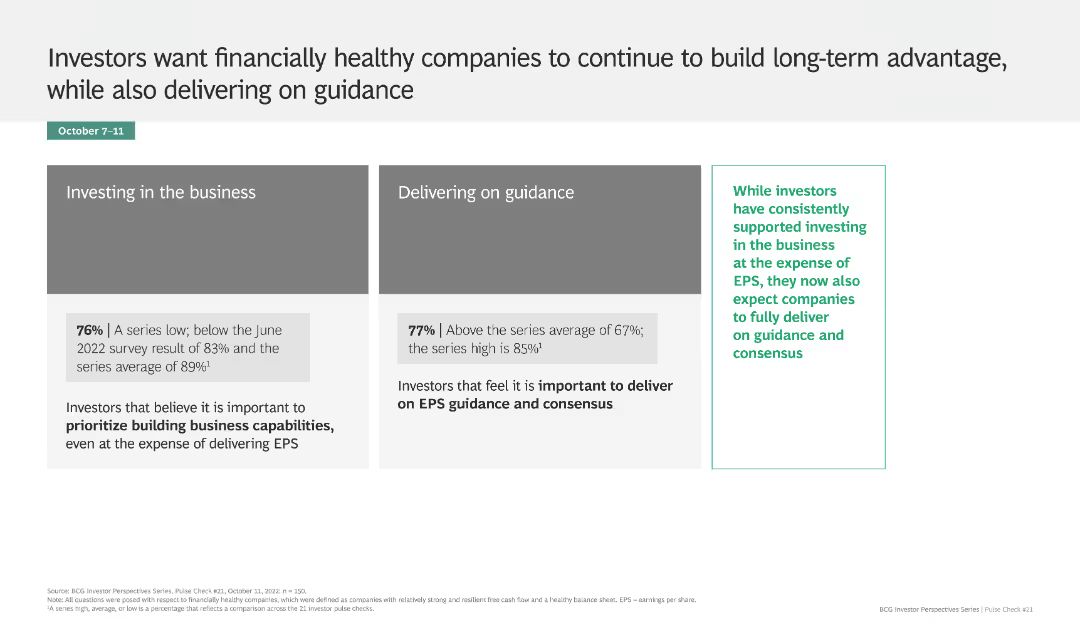 Investors want financially healthy companies to continue to build long-term advantage,
while also delivering on guidance
October 7–11
Investing in the business
76% | A series low; below the June
2022 survey result of 83% and the
series average of 89%¹
Investors that believe it is important to
prioritize building business capabilities,
even at the expense of delivering EPS
Delivering on guidance
77% | Above the series average of 67%;
the series high is 85%¹
Investors that feel it is important to deliver
on EPS guidance and consensus
While investors
have consistently
supported investing
in the business
at the expense of
EPS, they now also
expect companies
to fully deliver
on guidance and
consensus
Source: BCG Investor Perspectives Series, Pulse Check #21, October 11, 2022; n = 150.
Note: All questions were posed with respect to financially healthy companies, which were defined as companies with relatively strong and resilient free cash flow and a healthy balance sheet. EPS = earnings per share.
¹A series high, average, or low is a percentage that reflects a comparison across the 21 investor pulse checks.
BCG Investor Perspectives Series | Pulse Check #21